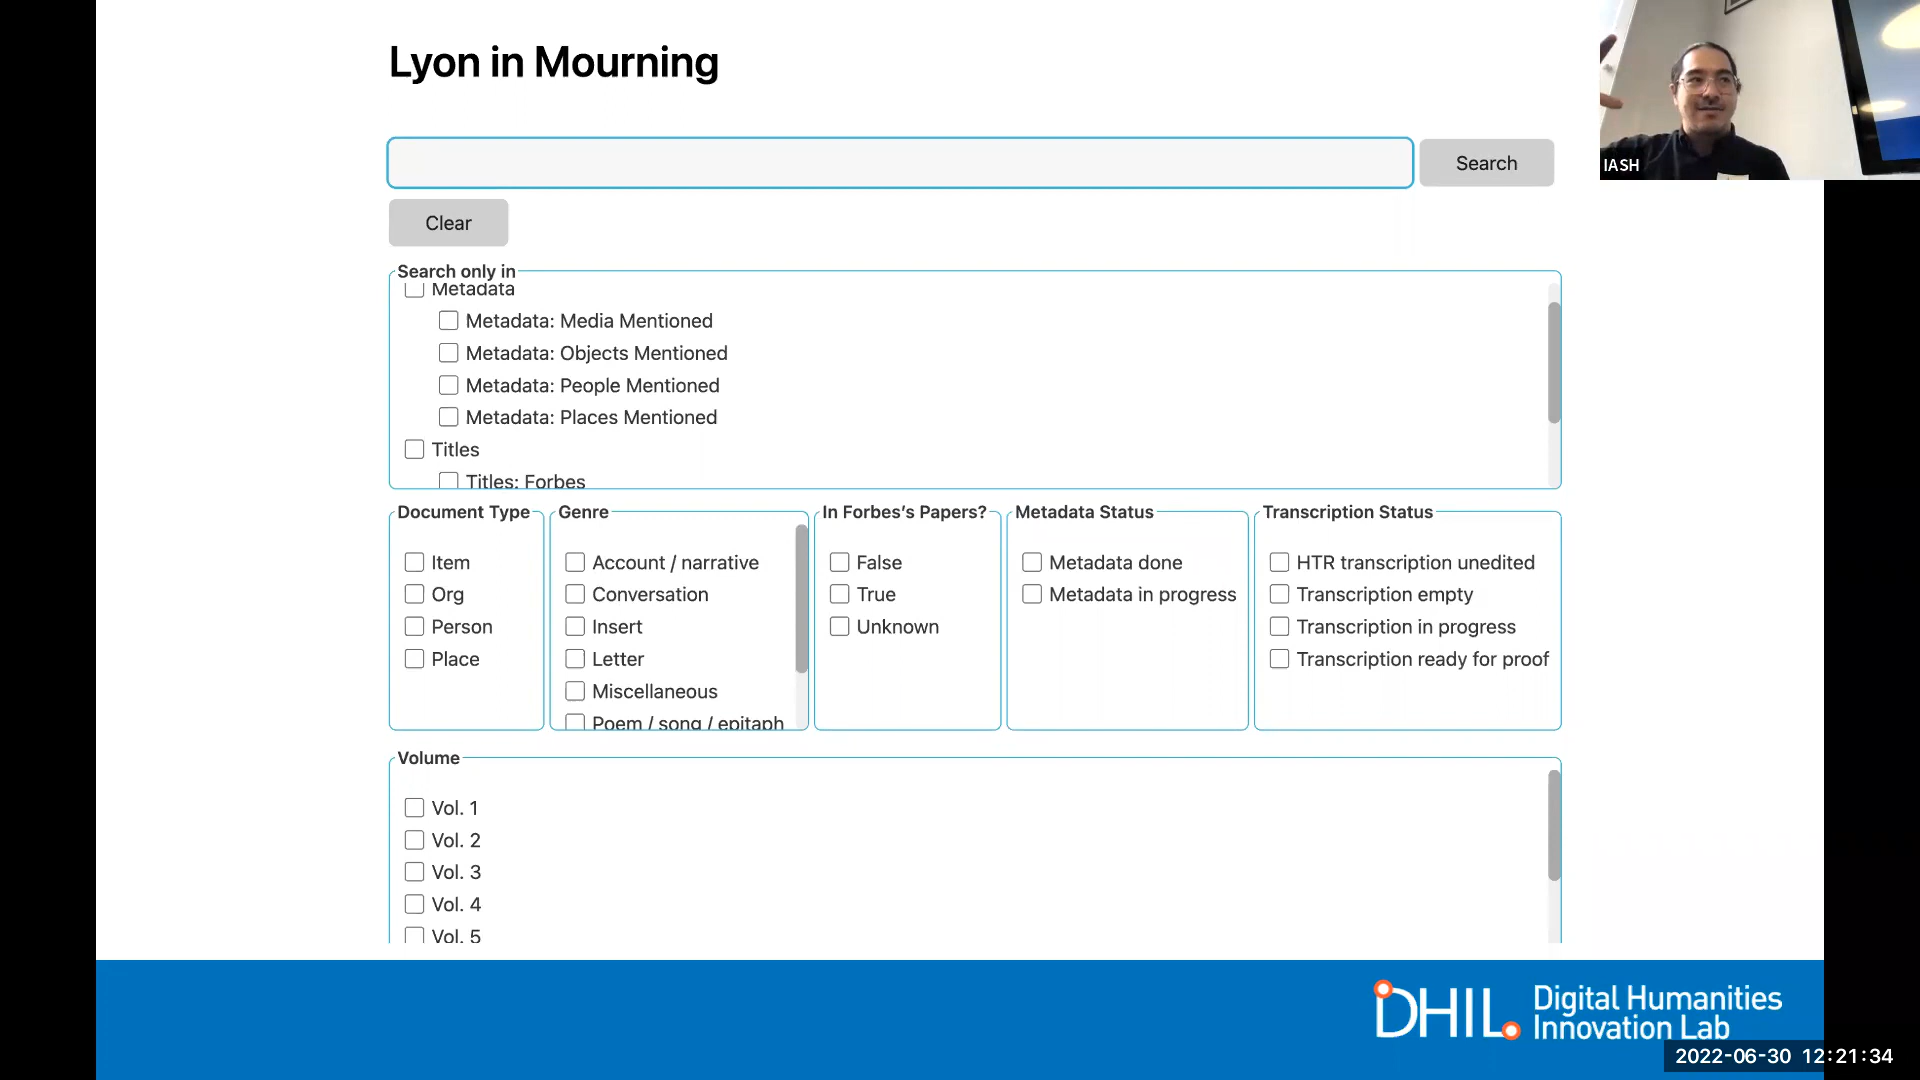 Lyon in Mourning
Search
IASH
Clear
Search only in
Metadata
Metadata: Media Mentioned
Metadata: Objects Mentioned
Metadata: People Mentioned
Metadata: Places Mentioned
Titles
Titles: Forbes
Document Type
Item
Org
Person
Place
Genre
Account / narrative
Conversation
Insert
Letter
Miscellaneous
Poem / song / epitaph
In Forbes's Papers?
False
True
Unknown
Metadata Status
Metadata done
Metadata in progress
Transcription Status
HTR transcription unedited
Transcription empty
Transcription in progress
Transcription ready for proof
Volume
Vol. 1
Vol. 2
Vol. 3
Vol. 4
Vol. 5
DHIL
Digital Humanities
Innovation Lab
2022-06-30 12:21:34